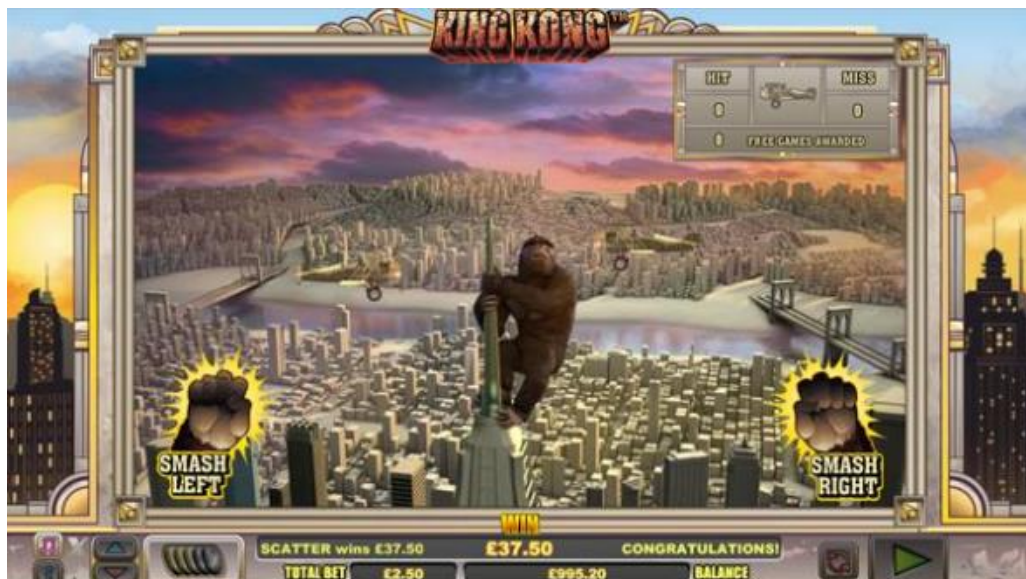 KING KONG™
HIT MISS
0 0
0 FREE GAMES AWARDED
SMASH LEFT
SMASH RIGHT
WIN
SCATTER wins £37.50 £37.50 CONGRATULATIONS!
TOTAL BET £2.50 £995.20 BALANCE